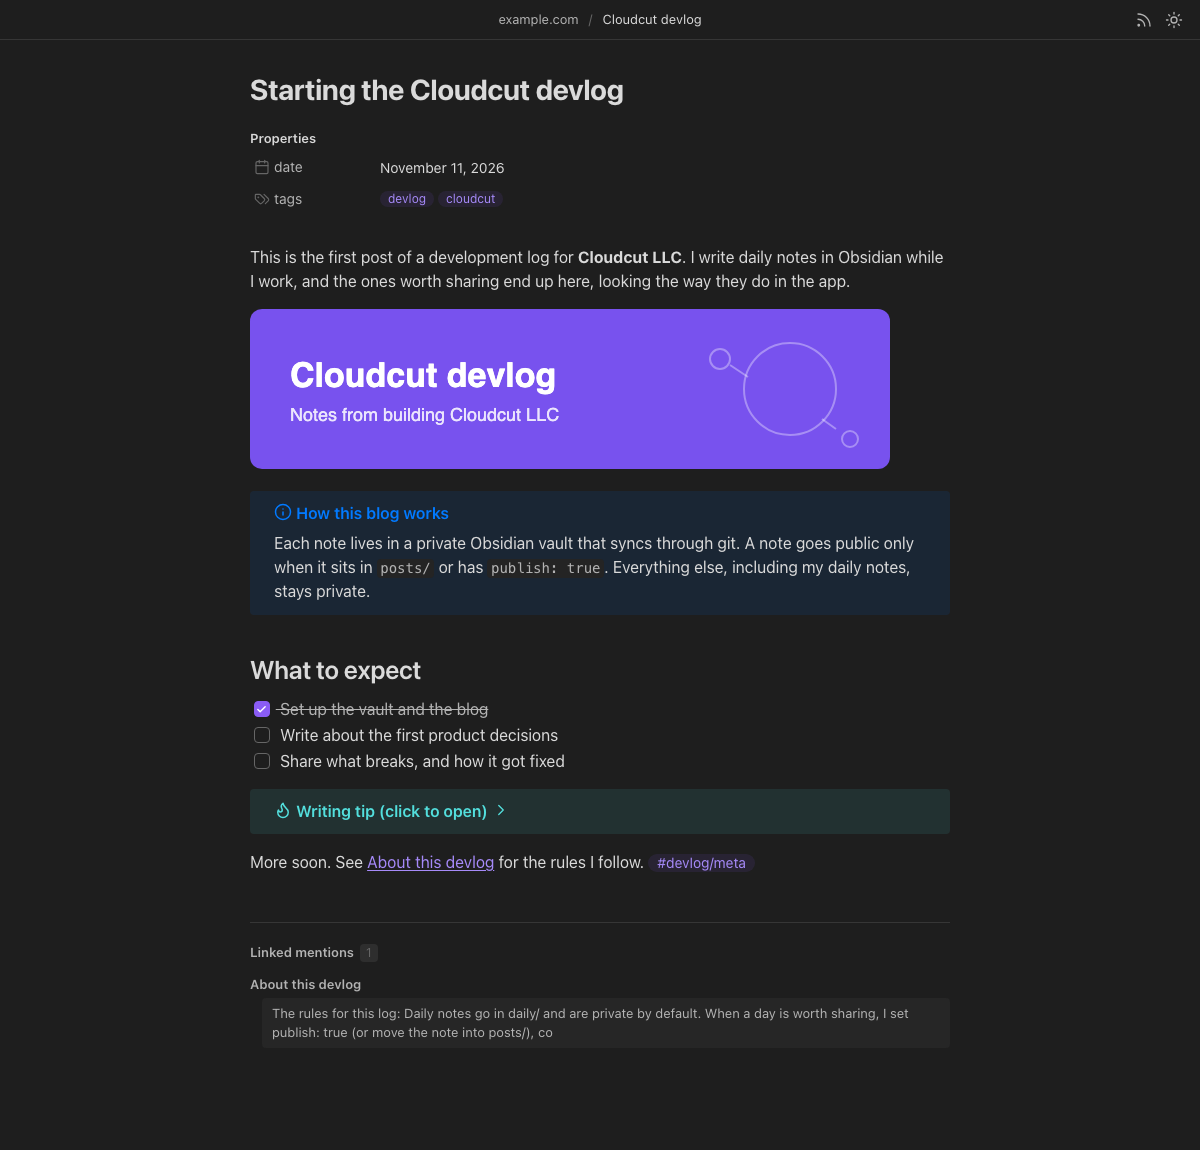 example.com / Cloudcut devlog
Starting the Cloudcut devlog
Properties
date November 11, 2026
tags devlog cloudcut
This is the first post of a development log for Cloudcut LLC. I write daily notes in Obsidian while
I work, and the ones worth sharing end up here, looking the way they do in the app.
Cloudcut devlog
Notes from building Cloudcut LLC
How this blog works
Each note lives in a private Obsidian vault that syncs through git. A note goes public only
when it sits in posts/ or has publish: true. Everything else, including my daily notes,
stays private.
What to expect
Set up the vault and the blog
Write about the first product decisions
Share what breaks, and how it got fixed
Writing tip (click to open)
More soon. See About this devlog for the rules I follow. #devlog/meta
Linked mentions 1
About this devlog
The rules for this log: Daily notes go in daily/ and are private by default. When a day is worth sharing, I set
publish: true (or move the note into posts/), co